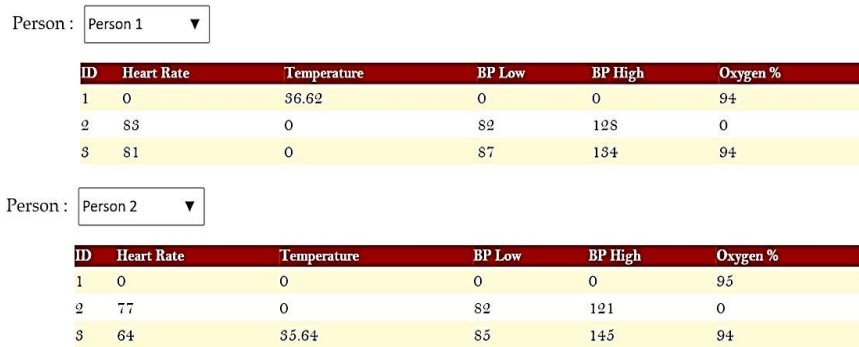 Person : Person 1 ▼
ID Heart Rate Temperature BP Low BP High Oxygen %
1 0 36.62 0 0 94
2 83 0 82 128 0
3 81 0 87 134 94
Person : Person 2 ▼
ID Heart Rate Temperature BP Low BP High Oxygen %
1 0 0 0 0 95
2 77 0 82 121 0
3 64 35.64 85 145 94